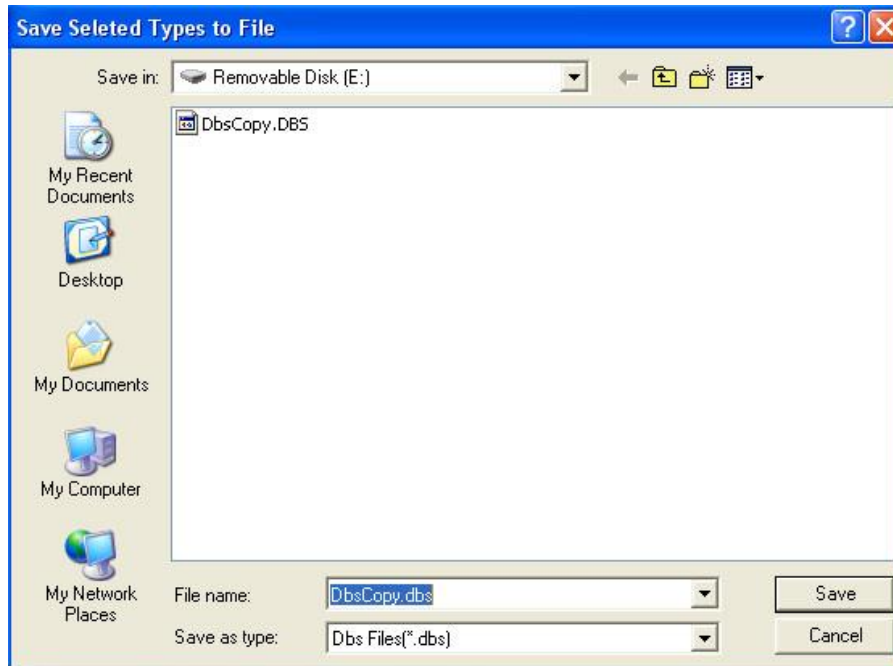 Save Seleted Types to File
Save in:
Removable Disk (E:)
DbsCopy.DBS
My Recent
Documents
Desktop
My Documents
My Computer
My Network
Places
File name:
DbsCopy.dbs
Save
Save as type:
Dbs Files(*.dbs)
Cancel